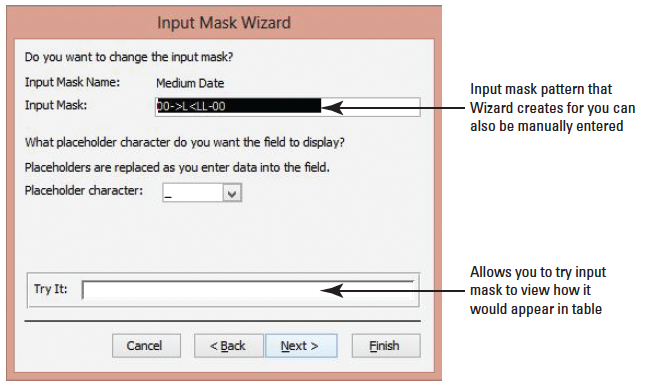 Input Mask Wizard
Do you want to change the input mask?
Input Mask Name: Medium Date
Input Mask: 00->L<LL-00
What placeholder character do you want the field to display?
Placeholders are replaced as you enter data into the field.
Placeholder character: _
Try It:
Cancel < Back Next > Finish
Input mask pattern that
Wizard creates for you can
also be manually entered
Allows you to try input
mask to view how it
would appear in table